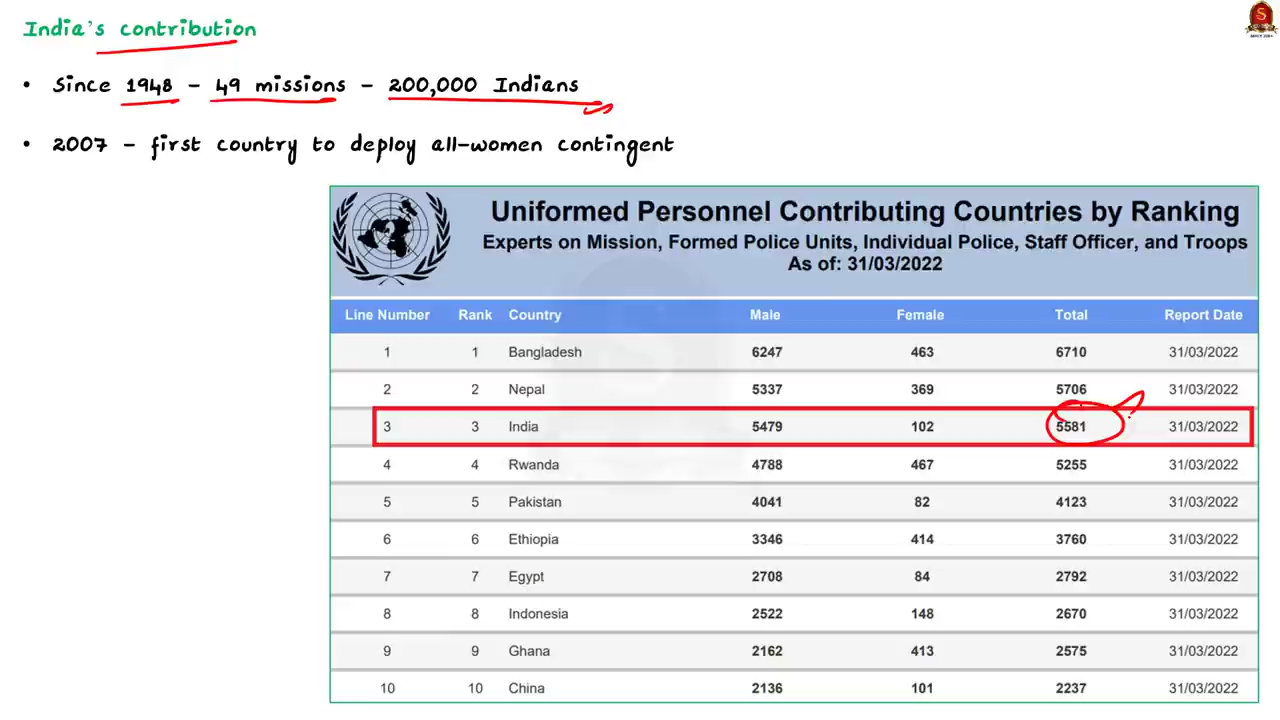 India's contribution
• Since 1948 - 49 missions - 200,000 Indians
• 2007 - first country to deploy all-women contingent
Uniformed Personnel Contributing Countries by Ranking
Experts on Mission, Formed Police Units, Individual Police, Staff Officer, and Troops
As of: 31/03/2022
Line Number Rank Country Male Female Total Report Date
1 1 Bangladesh 6247 463 6710 31/03/2022
2 2 Nepal 5337 369 5706 31/03/2022
3 3 India 5479 102 5581 31/03/2022
4 4 Rwanda 4788 467 5255 31/03/2022
5 5 Pakistan 4041 82 4123 31/03/2022
6 6 Ethiopia 3346 414 3760 31/03/2022
7 7 Egypt 2708 84 2792 31/03/2022
8 8 Indonesia 2522 148 2670 31/03/2022
9 9 Ghana 2162 413 2575 31/03/2022
10 10 China 2136 101 2237 31/03/2022